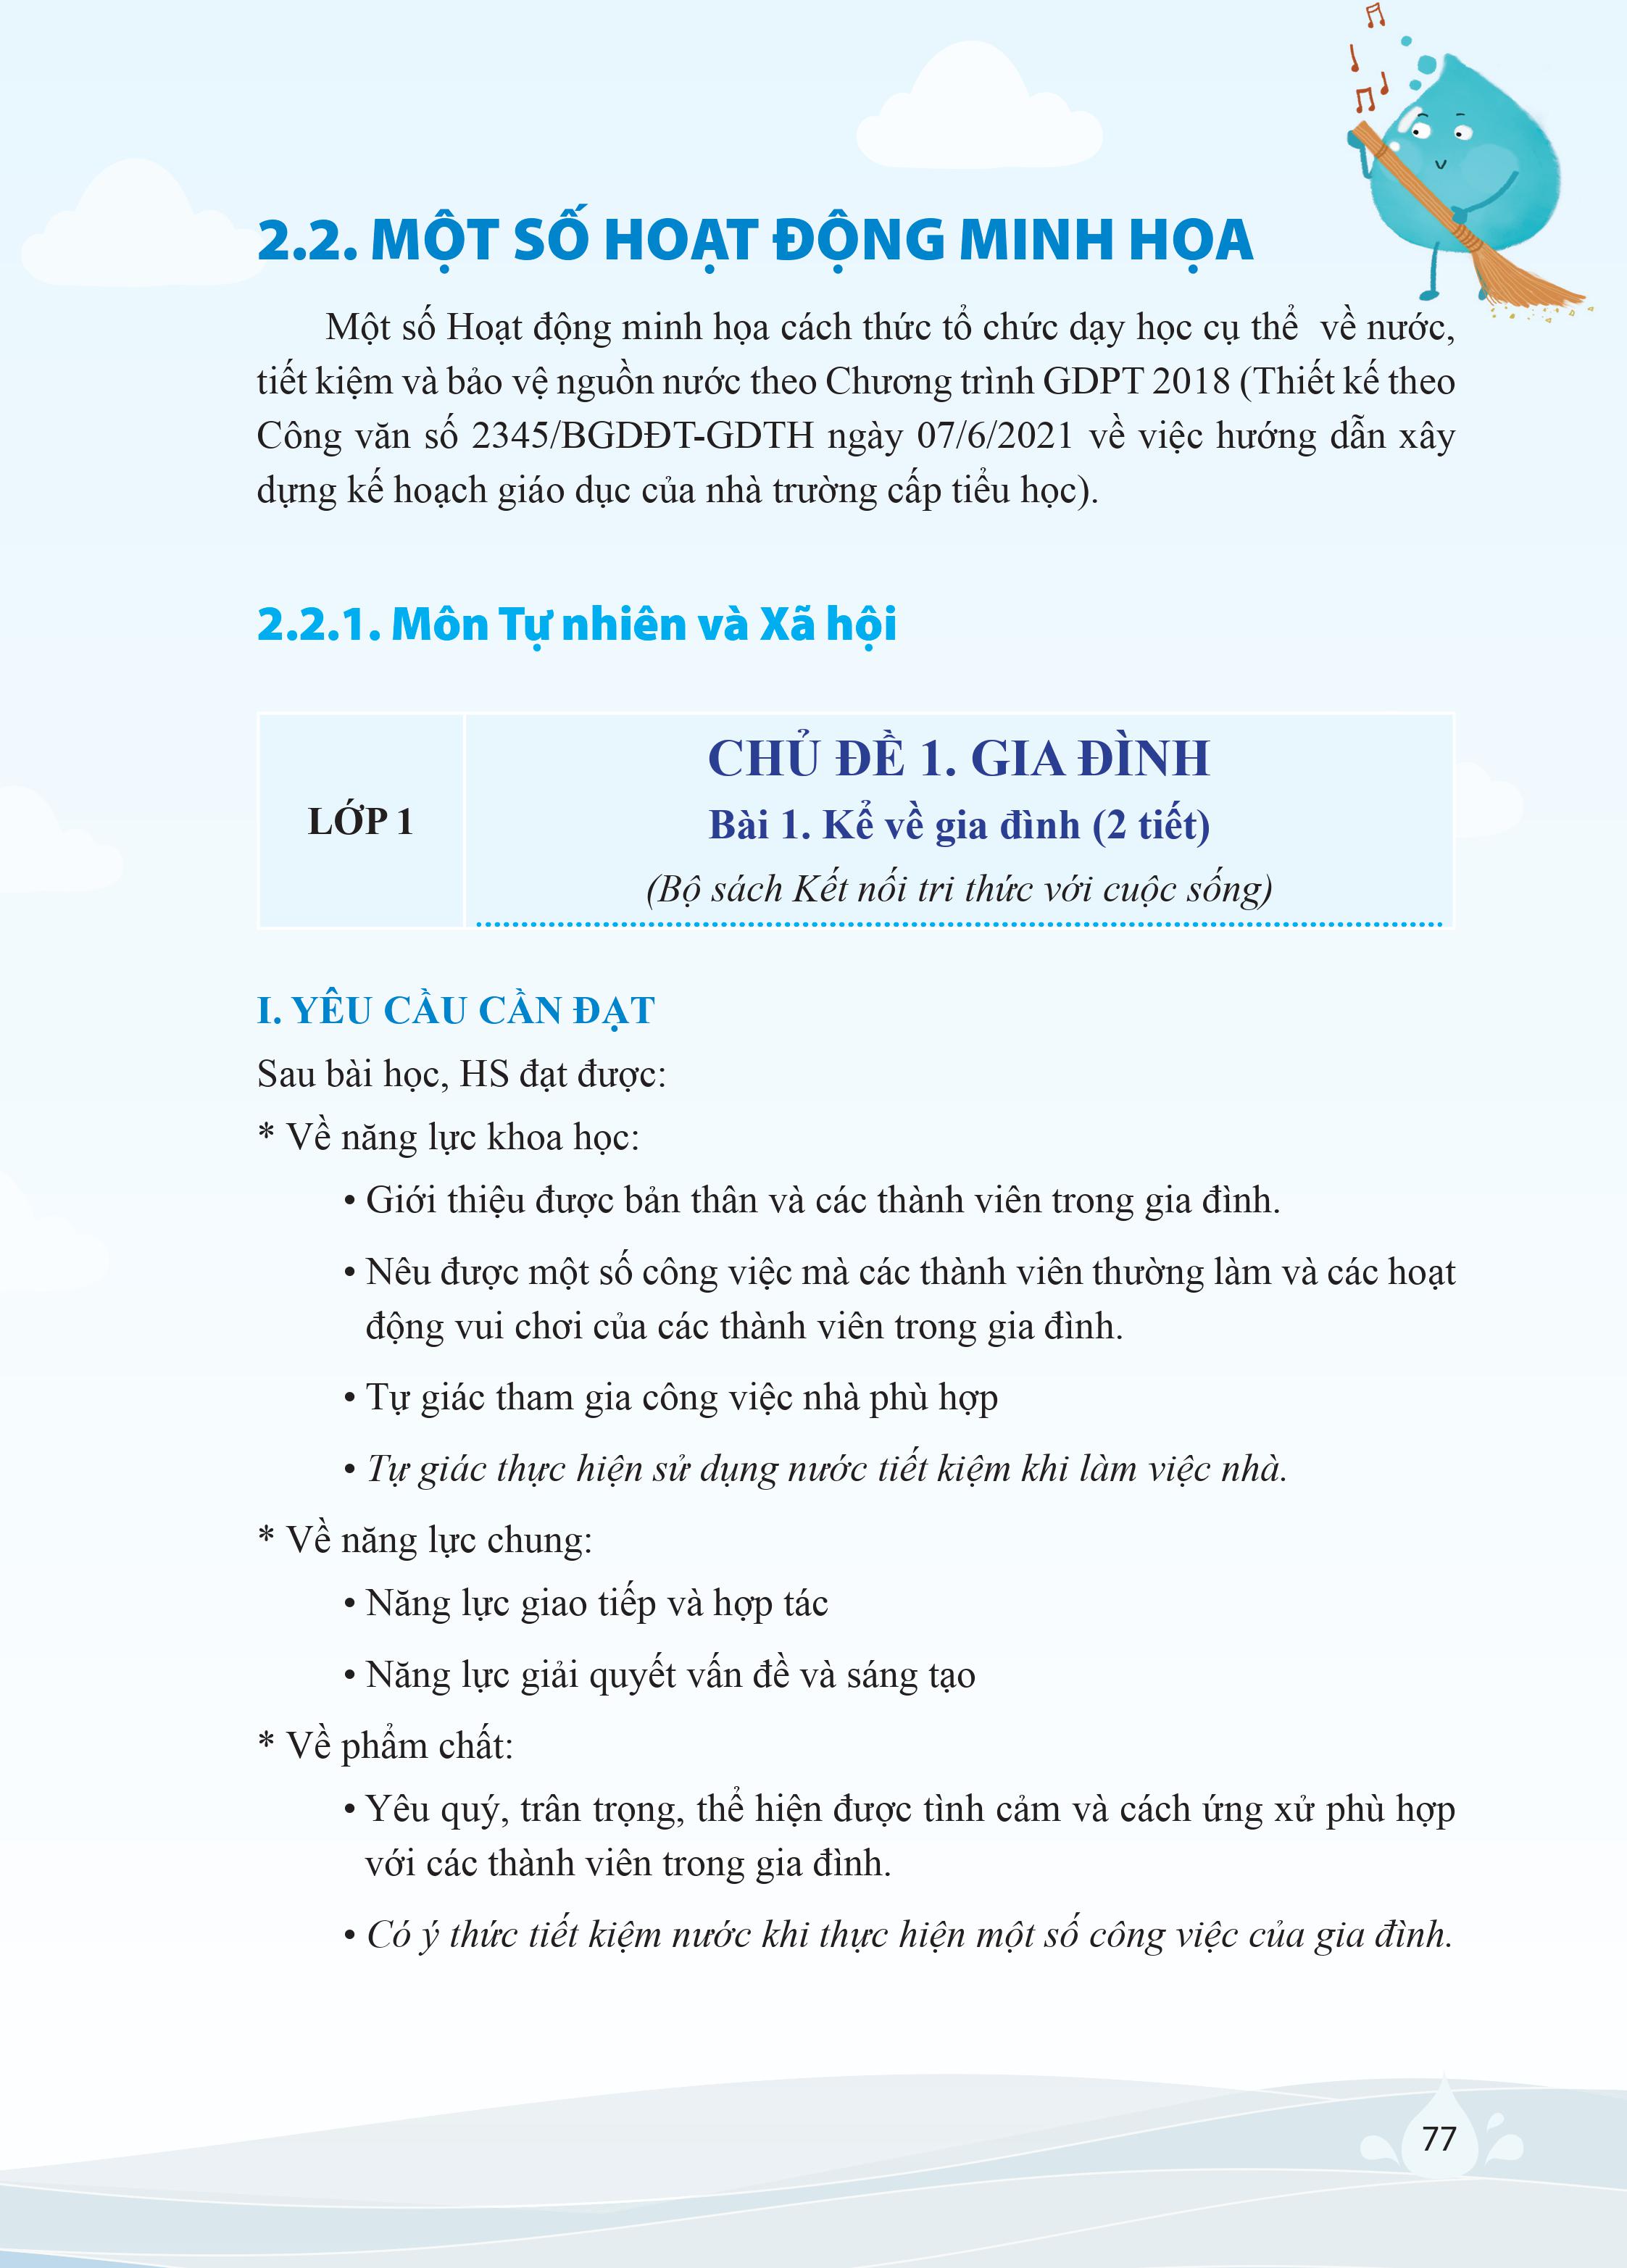 2.2. MỘT SỐ HOẠT ĐỘNG MINH HỌA
Một số Hoạt động minh họa cách thức tổ chức dạy học cụ thể về nước,
tiết kiệm và bảo vệ nguồn nước theo Chương trình GDPT 2018 (Thiết kế theo
Công văn số 2345/BGDĐT-GDTH ngày 07/6/2021 về việc hướng dẫn xây
dựng kế hoạch giáo dục của nhà trường cấp tiểu học).
2.2.1. Môn Tự nhiên và Xã hội
LỚP 1
CHỦ ĐỀ 1. GIA ĐÌNH
Bài 1. Kể về gia đình (2 tiết)
(Bộ sách Kết nối tri thức với cuộc sống)
I. YÊU CẦU CẦN ĐẠT
Sau bài học, HS đạt được:
* Về năng lực khoa học:
• Giới thiệu được bản thân và các thành viên trong gia đình.
• Nêu được một số công việc mà các thành viên thường làm và các hoạt
động vui chơi của các thành viên trong gia đình.
• Tự giác tham gia công việc nhà phù hợp
• Tự giác thực hiện sử dụng nước tiết kiệm khi làm việc nhà.
* Về năng lực chung:
• Năng lực giao tiếp và hợp tác
• Năng lực giải quyết vấn đề và sáng tạo
* Về phẩm chất:
• Yêu quý, trân trọng, thể hiện được tình cảm và cách ứng xử phù hợp
với các thành viên trong gia đình.
• Có ý thức tiết kiệm nước khi thực hiện một số công việc của gia đình.
77